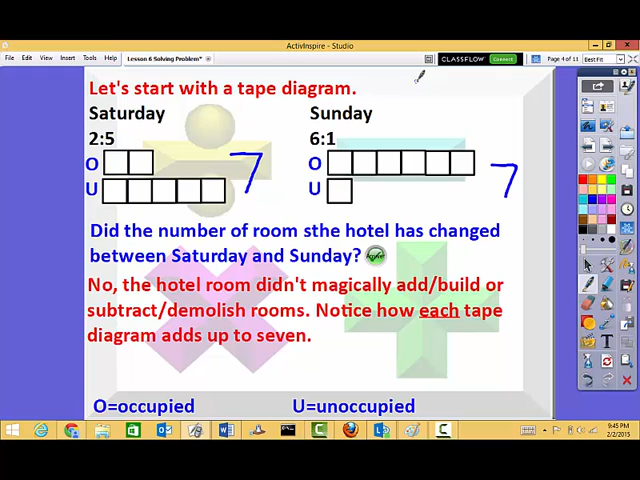 ActivInspire - Studio
File Edit View Insert Tools Help Lesson 6 Solving Problem* CLASSFLOW Connect Page 4 of 11 Best Fit
Let's start with a tape diagram.
Saturday Sunday
2:5 6:1
O 7 O 7
U U
Did the number of room sthe hotel has changed
between Saturday and Sunday?
No, the hotel room didn't magically add/build or
subtract/demolish rooms. Notice how each tape
diagram adds up to seven.
O=occupied U=unoccupied
9:45 PM
2/2/2015